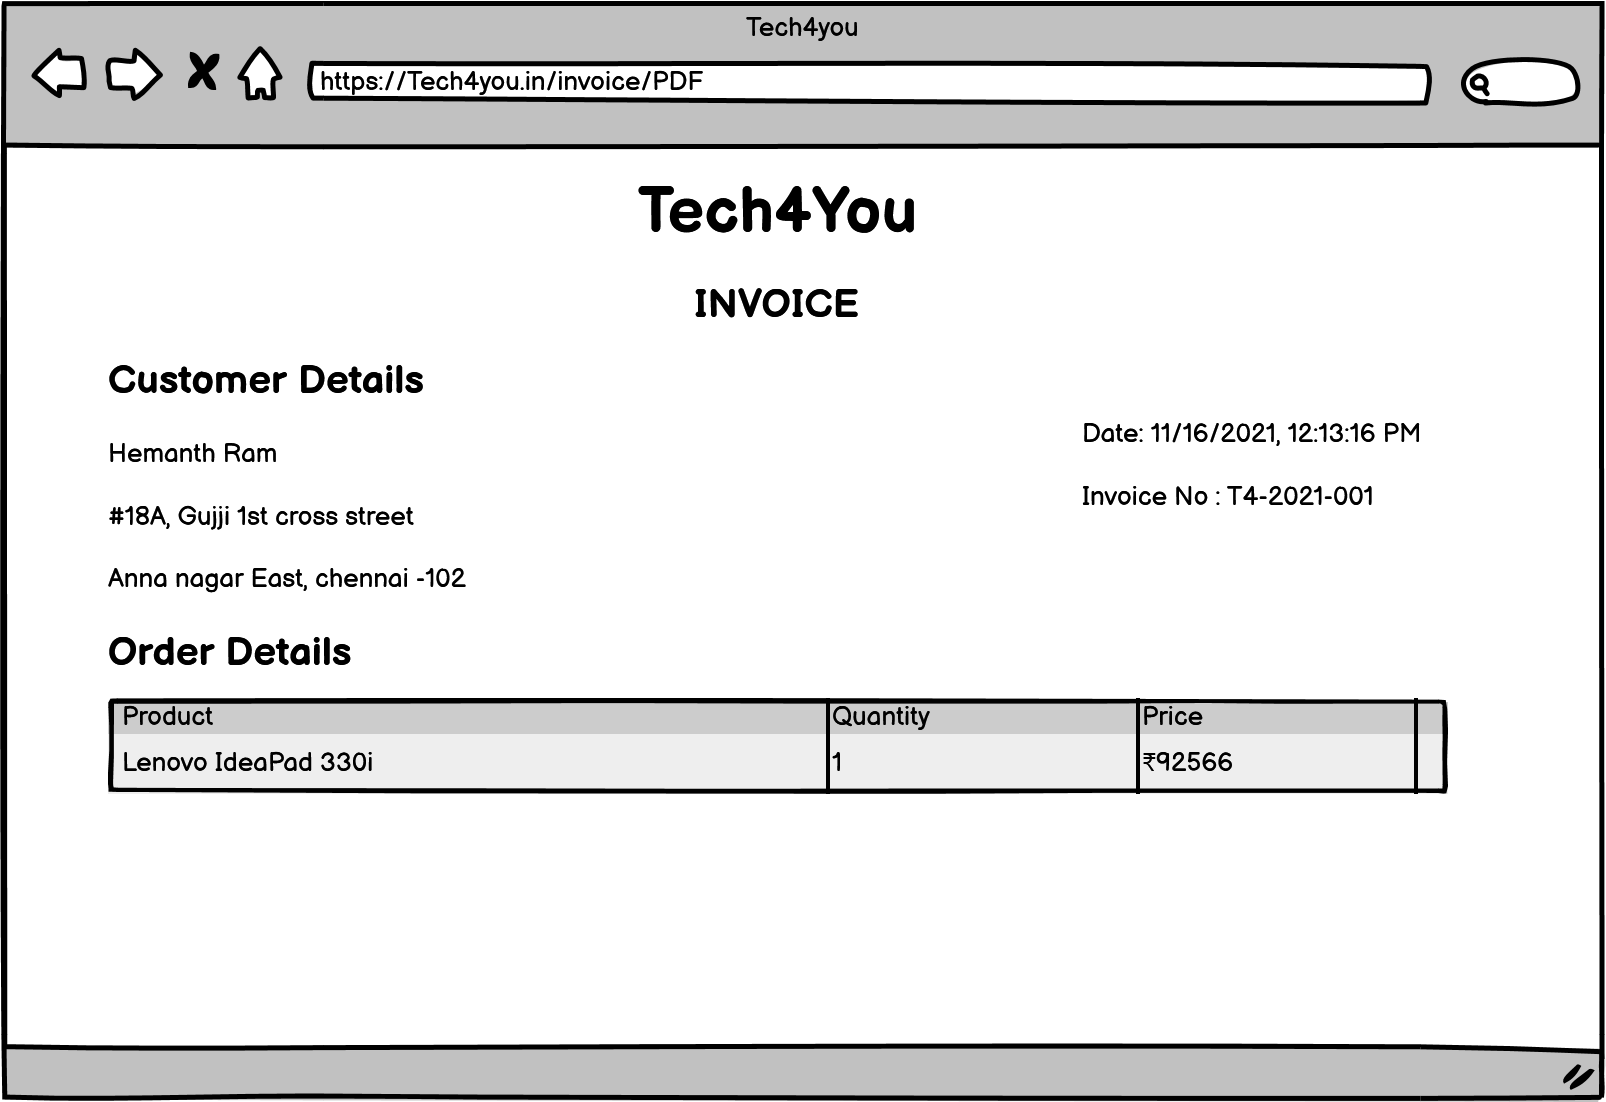 Tech4you
https://Tech4you.in/invoice/PDF
Tech4You
INVOICE
Customer Details
Date: 11/16/2021, 12:13:16 PM
Hemanth Ram
Invoice No : T4-2021-001
#18A, Gujji 1st cross street
Anna nagar East, chennai -102
Order Details
Product Quantity Price
Lenovo IdeaPad 330i 1 ₹92566